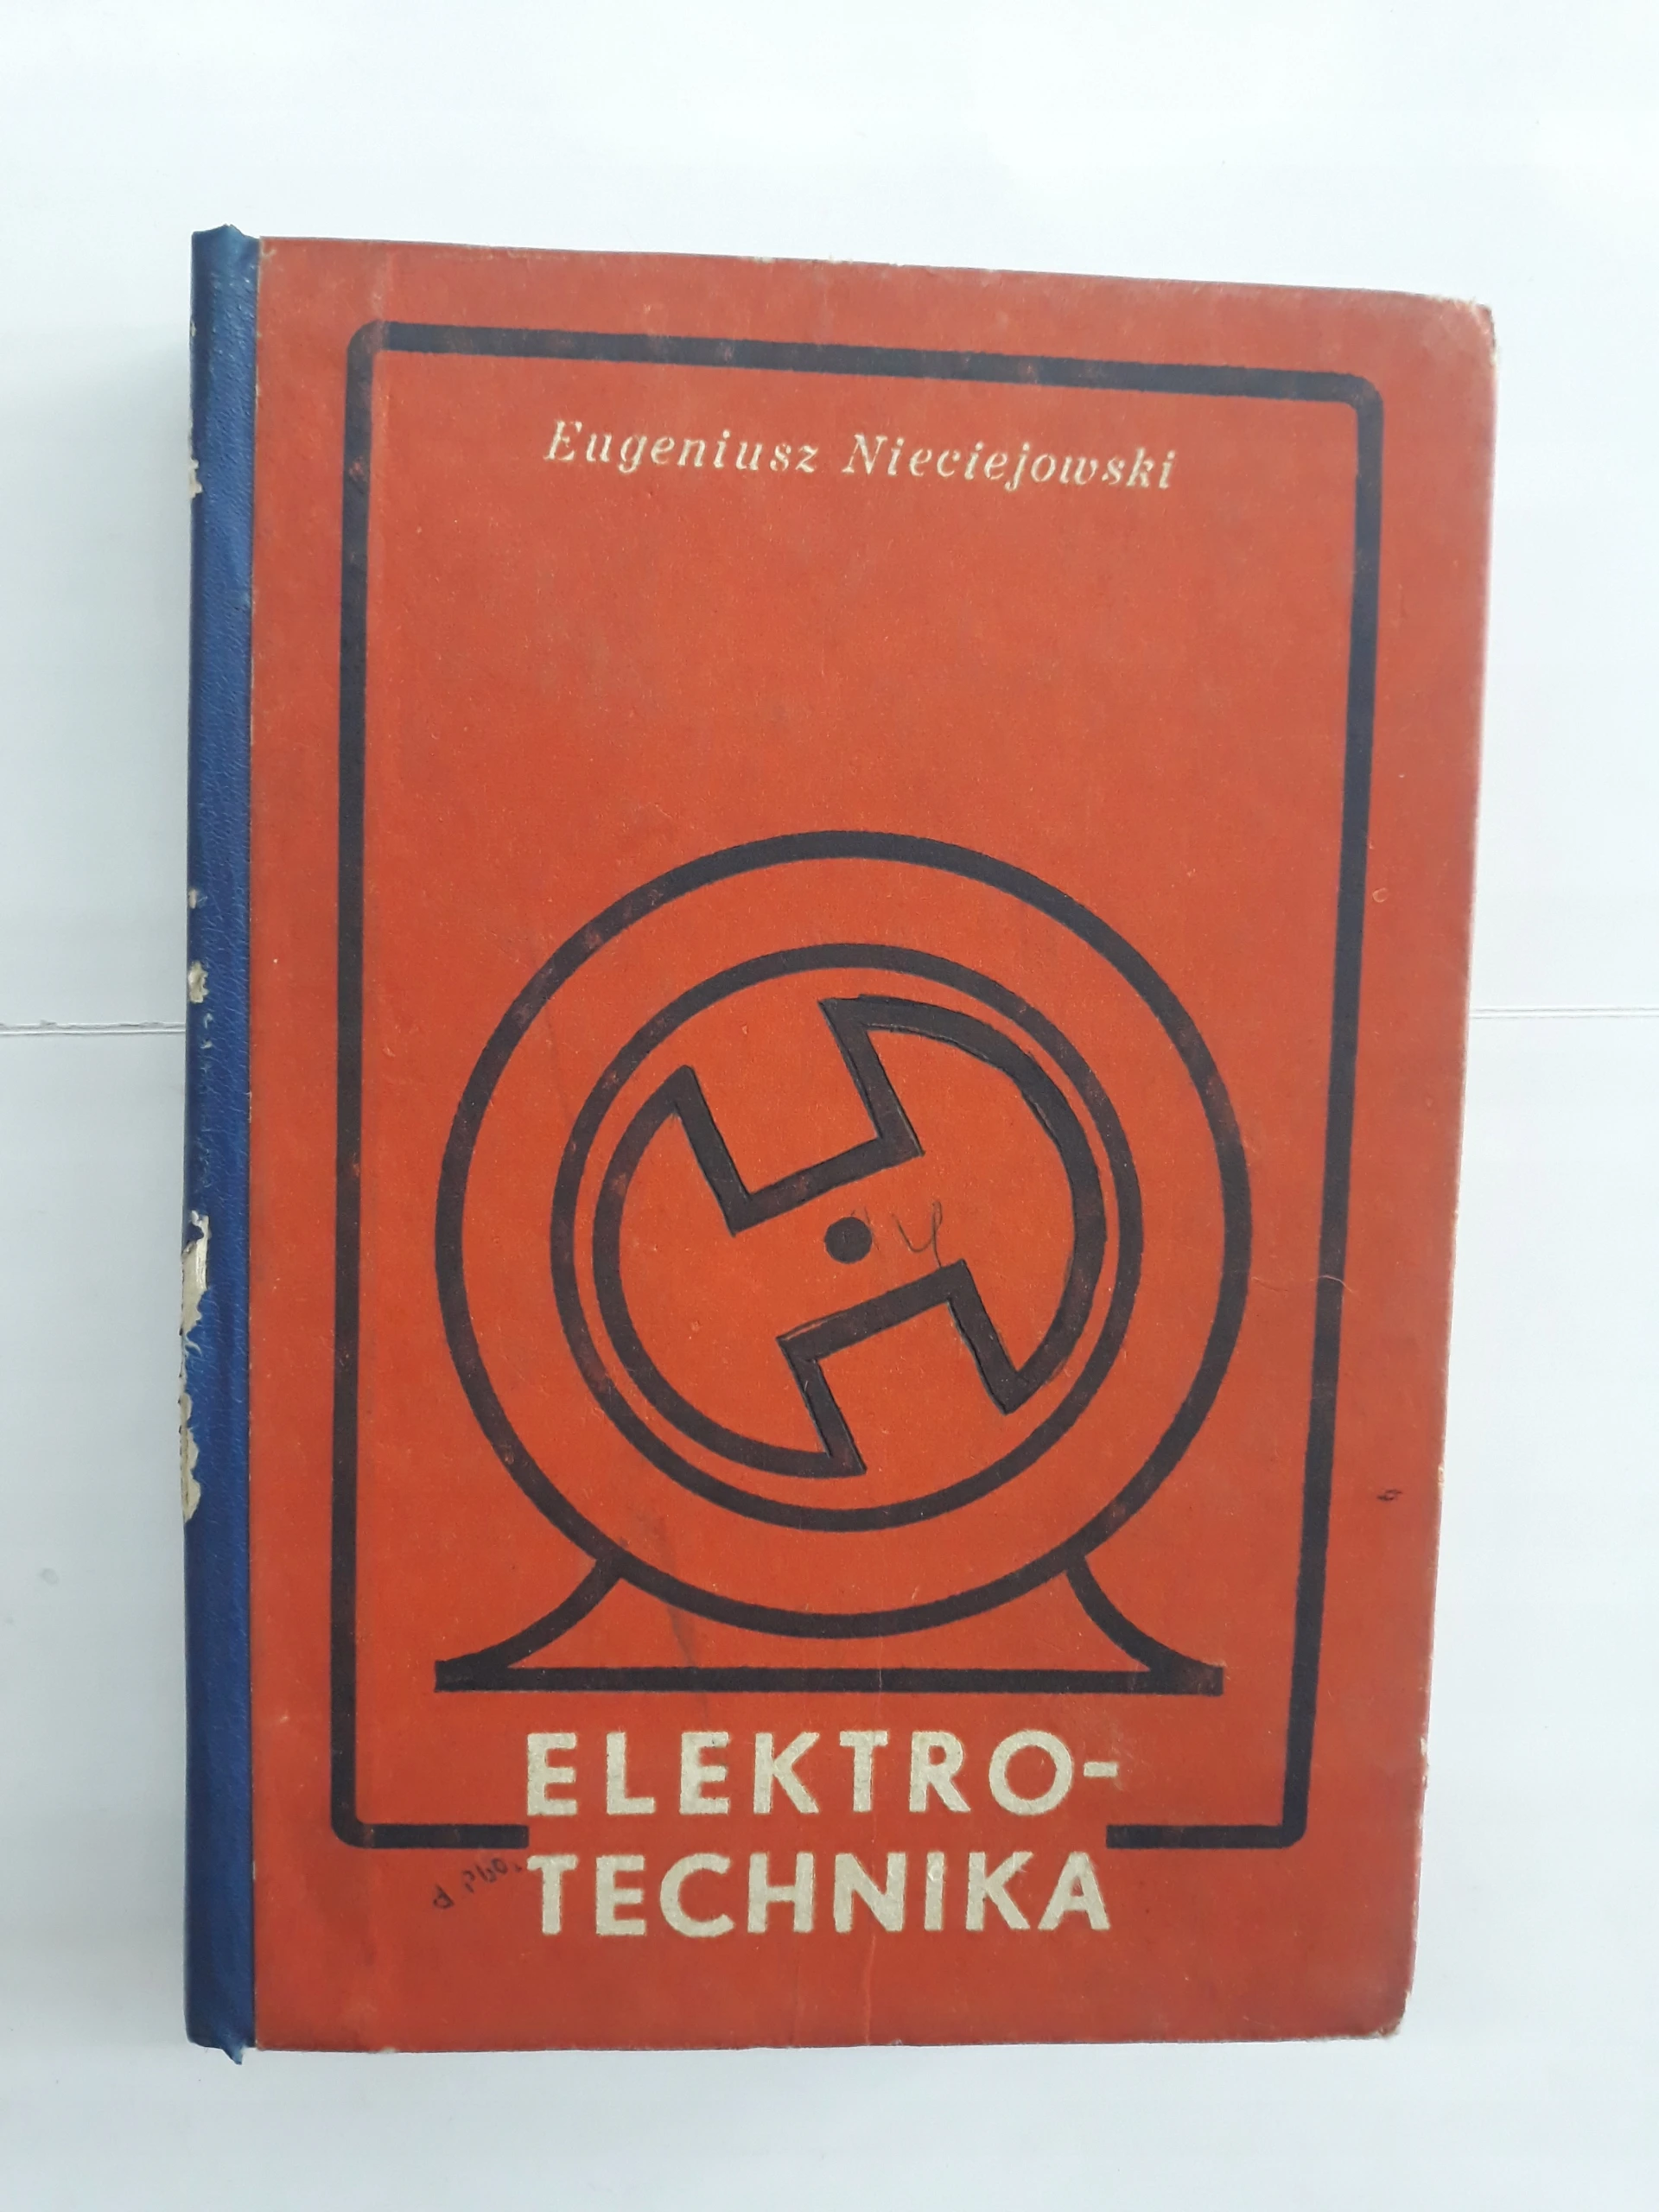 Eugeniusz Nieciejowski
ELEKTRO-
TECHNIKA